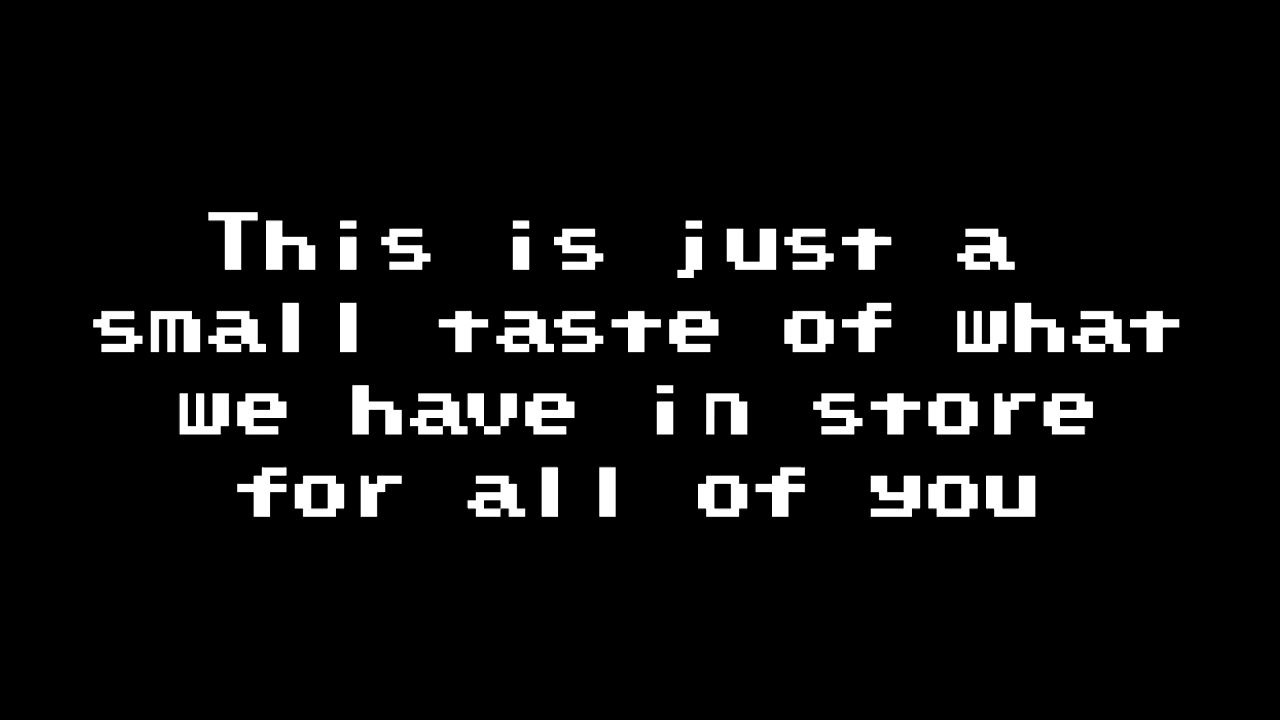 This is just a
small taste of what
we have in store
for all of you